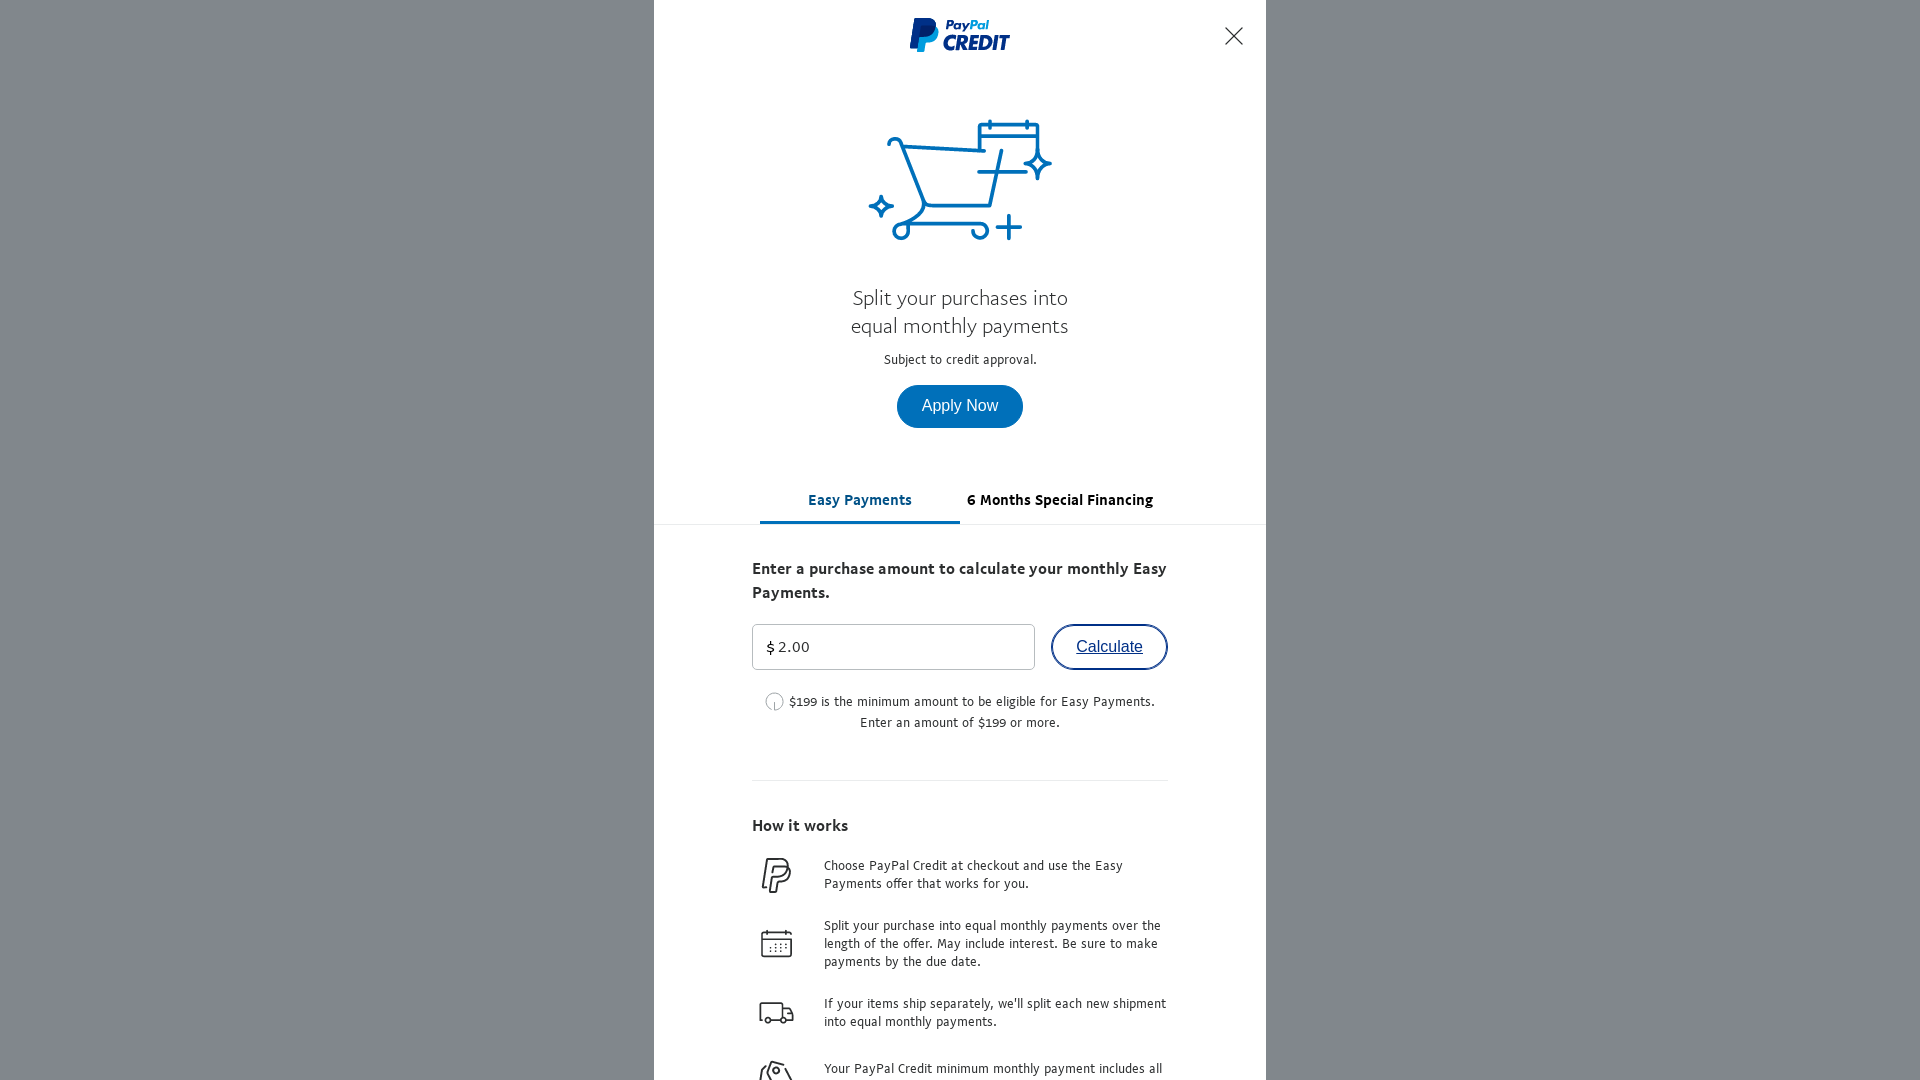 PayPal
CREDIT
Split your purchases into
equal monthly payments
Subject to credit approval.
Apply Now
Easy Payments
6 Months Special Financing
Enter a purchase amount to calculate your monthly Easy
Payments.
$ 2.00
Calculate
$199 is the minimum amount to be eligible for Easy Payments.
Enter an amount of $199 or more.
How it works
Choose PayPal Credit at checkout and use the Easy
Payments offer that works for you.
Split your purchase into equal monthly payments over the
length of the offer. May include interest. Be sure to make
payments by the due date.
If your items ship separately, we'll split each new shipment
into equal monthly payments.
Your PayPal Credit minimum monthly payment includes all